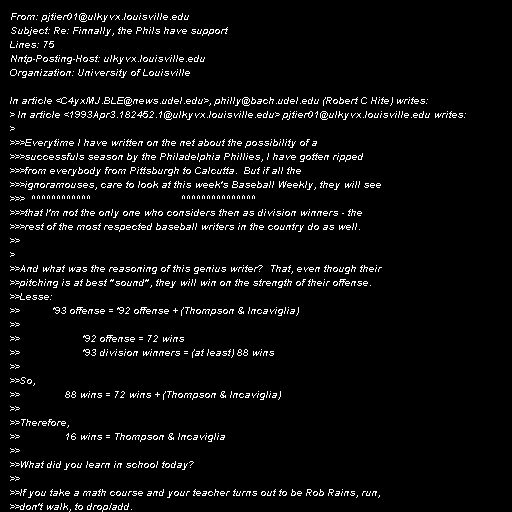 From: pjtier01@ulkyvx.louisville.edu
Subject: Re: Finnally, the Phils have support
Lines: 75
Nntp-Posting-Host: ulkyvx.louisville.edu
Organization: University of Louisville

In article <C4yxMJ.BLE@news.udel.edu>, philly@bach.udel.edu (Robert C Hite) writes:
> In article <1993Apr3.182452.1@ulkyvx.louisville.edu> pjtier01@ulkyvx.louisville.edu writes:
>
>>>Everytime I have written on the net about the possibility of a
>>>successfuls season by the Philadelphia Phillies, I have gotten ripped
>>>from everybody from Pittsburgh to Calcutta.  But if all the
>>>ignoramouses, care to look at this week's Baseball Weekly, they will see
>>>  ^^^^^^^^^^^^                              ^^^^^^^^^^^^^^^
>>>that I'm not the only one who considers then as division winners - the
>>>rest of the most respected baseball writers in the country do as well.
>>
>
>>And what was the reasoning of this genius writer?  That, even though their
>>pitching is at best "sound", they will win on the strength of their offense.
>>Lesse:
>>          '93 offense = '92 offense + (Thompson & Incaviglia)
>>
>>                    '92 offense = 72 wins
>>                    '93 division winners = (at least) 88 wins
>>
>>So,
>>              88 wins = 72 wins + (Thompson & Incaviglia)
>>
>>Therefore,
>>              16 wins = Thompson & Incaviglia
>>
>>What did you learn in school today?
>>
>>If you take a math course and your teacher turns out to be Rob Rains, run,
>>don't walk, to drop/add.